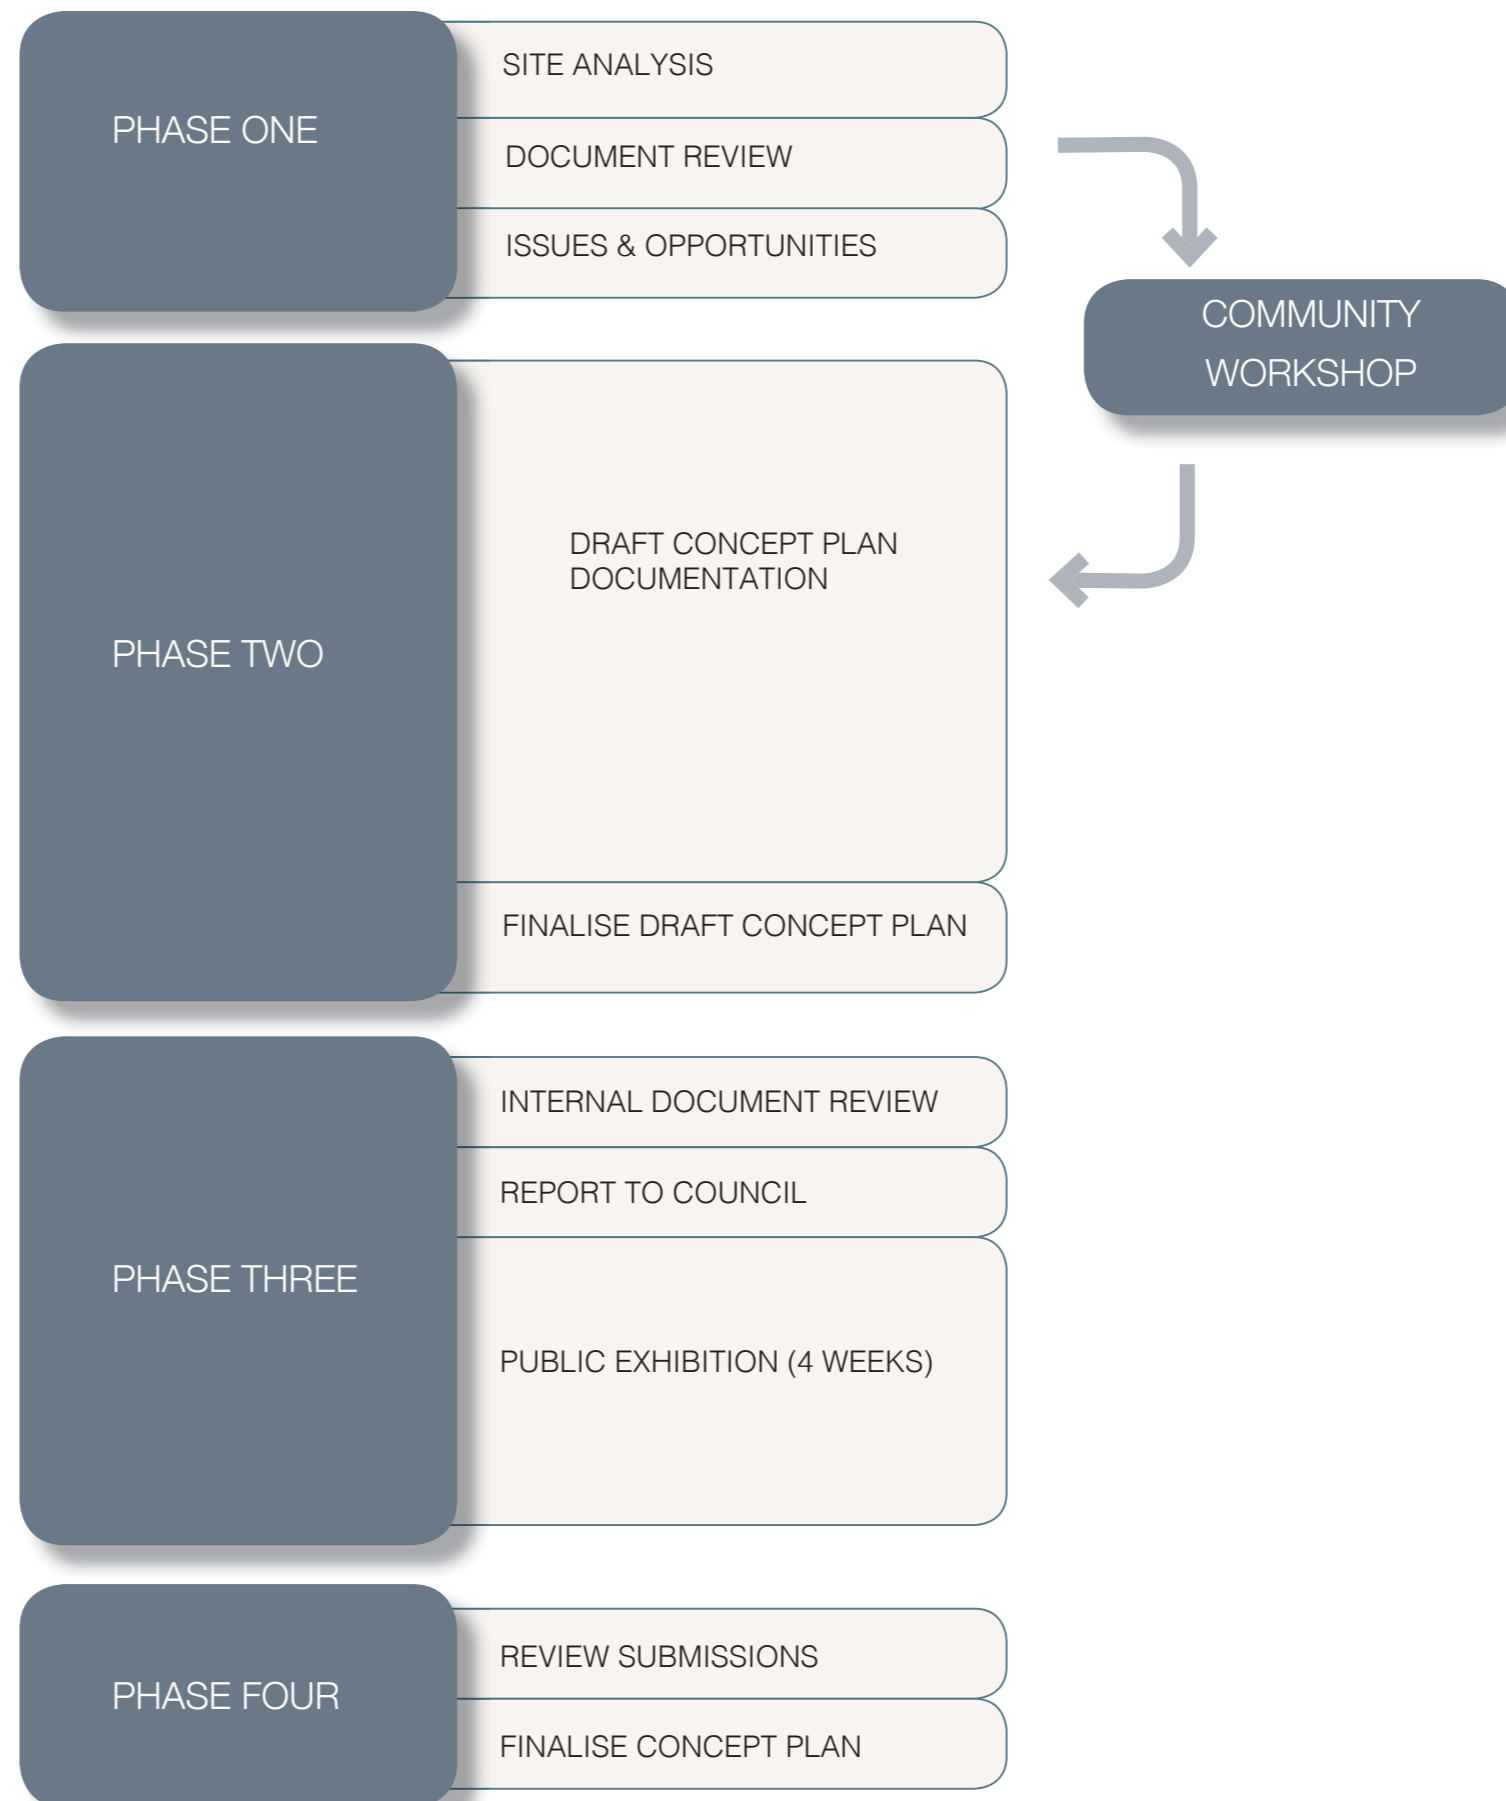 PHASE ONE
SITE ANALYSIS
DOCUMENT REVIEW
ISSUES & OPPORTUNITIES
COMMUNITY
WORKSHOP
PHASE TWO
DRAFT CONCEPT PLAN
DOCUMENTATION
FINALISE DRAFT CONCEPT PLAN
PHASE THREE
INTERNAL DOCUMENT REVIEW
REPORT TO COUNCIL
PUBLIC EXHIBITION (4 WEEKS)
PHASE FOUR
REVIEW SUBMISSIONS
FINALISE CONCEPT PLAN